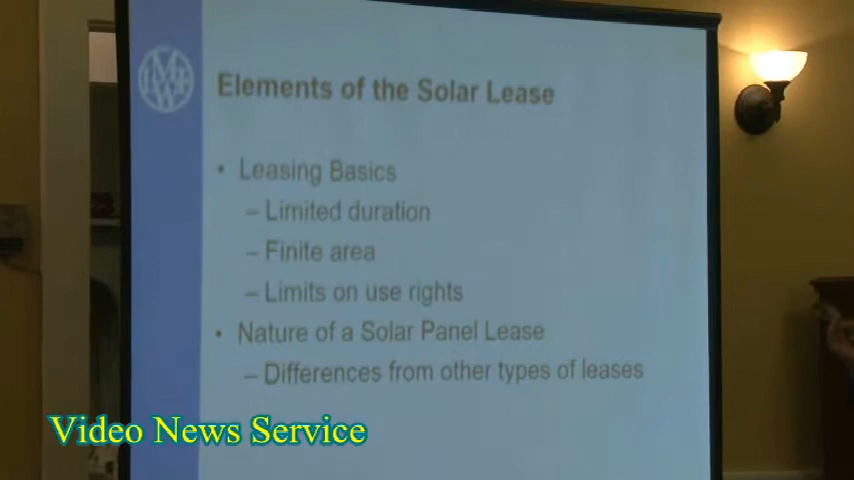 Elements of the Solar Lease
• Leasing Basics
– Limited duration
– Finite area
– Limits on use rights
• Nature of a Solar Panel Lease
– Differences from other types of leases
Video News Service